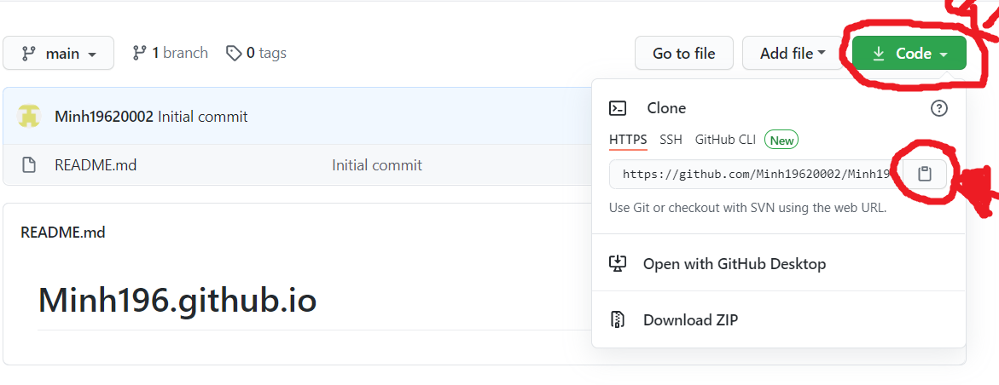 main 1 branch 0 tags Go to file Add file Code
Minh19620002 Initial commit
README.md Initial commit
README.md
Minh196.github.io
Clone
HTTPS SSH GitHub CLI New
https://github.com/Minh19620002/Minh19
Use Git or checkout with SVN using the web URL.
Open with GitHub Desktop
Download ZIP